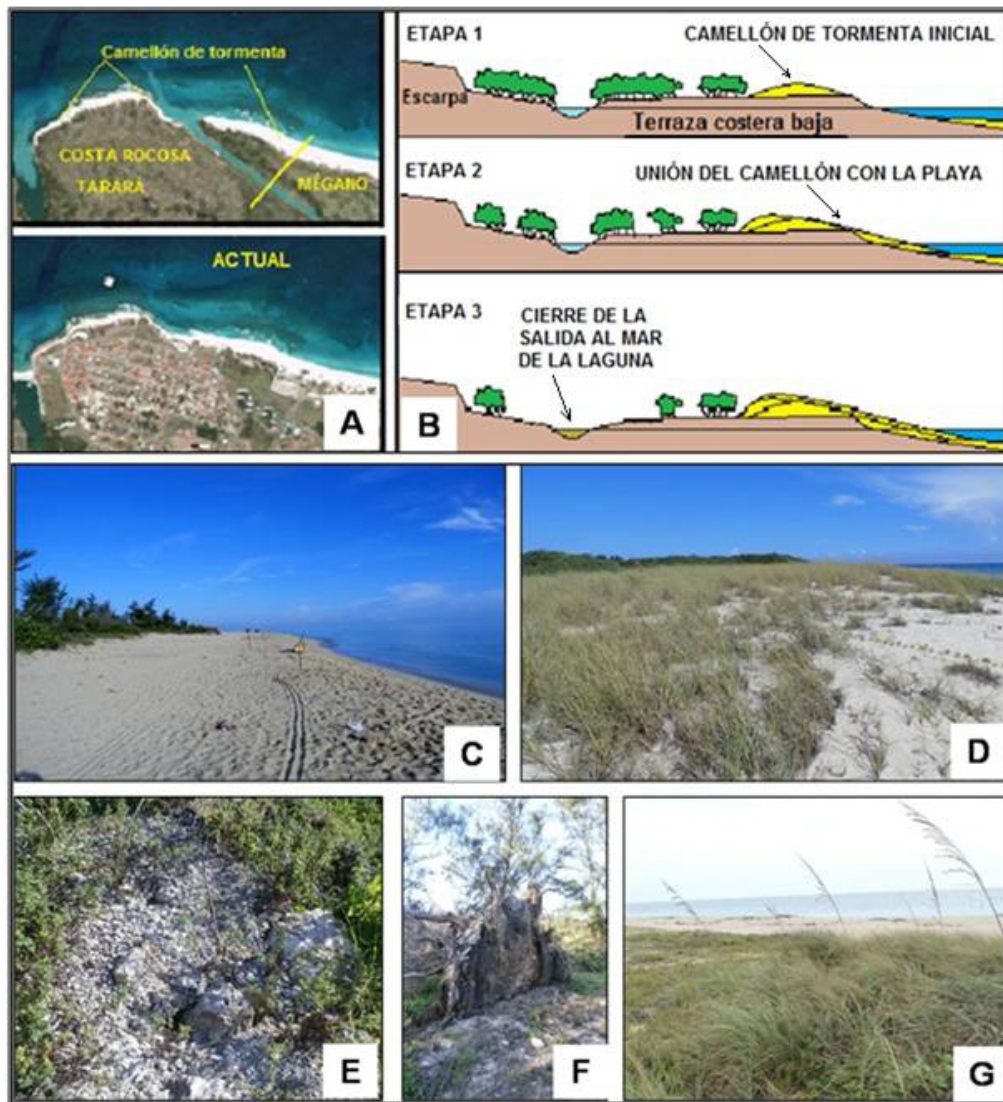 Camellón de tormenta
COSTA ROCOSA
TARARÁ
MÉGANO
ACTUAL
A
ETAPA 1
CAMELLÓN DE TORMENTA INICIAL
Escarpa
Terraza costera baja
ETAPA 2
UNIÓN DEL CAMELLÓN CON LA PLAYA
ETAPA 3
CIERRE DE LA
SALIDA AL MAR
DE LA LAGUNA
B
C
D
E
F
G